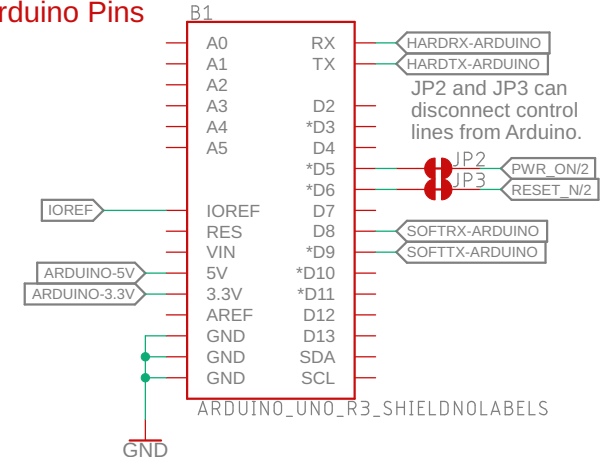 rduino Pins
B1
A0
RX
HARDRX-ARDUINO
A1
TX
HARDTX-ARDUINO
A2
JP2 and JP3 can
disconnect control
lines from Arduino.
A3
D2
A4
*D3
A5
D4
*D5
JP2
PWR_ON/2
*D6
JP3
RESET_N/2
IOREF
IOREF
D7
RES
D8
SOFTRX-ARDUINO
VIN
*D9
SOFTTX-ARDUINO
ARDUINO-5V
5V
*D10
ARDUINO-3.3V
3.3V
*D11
AREF
D12
GND
D13
GND
SDA
GND
SCL
ARDUINO_UNO_R3_SHIELDNOLABELS
GND